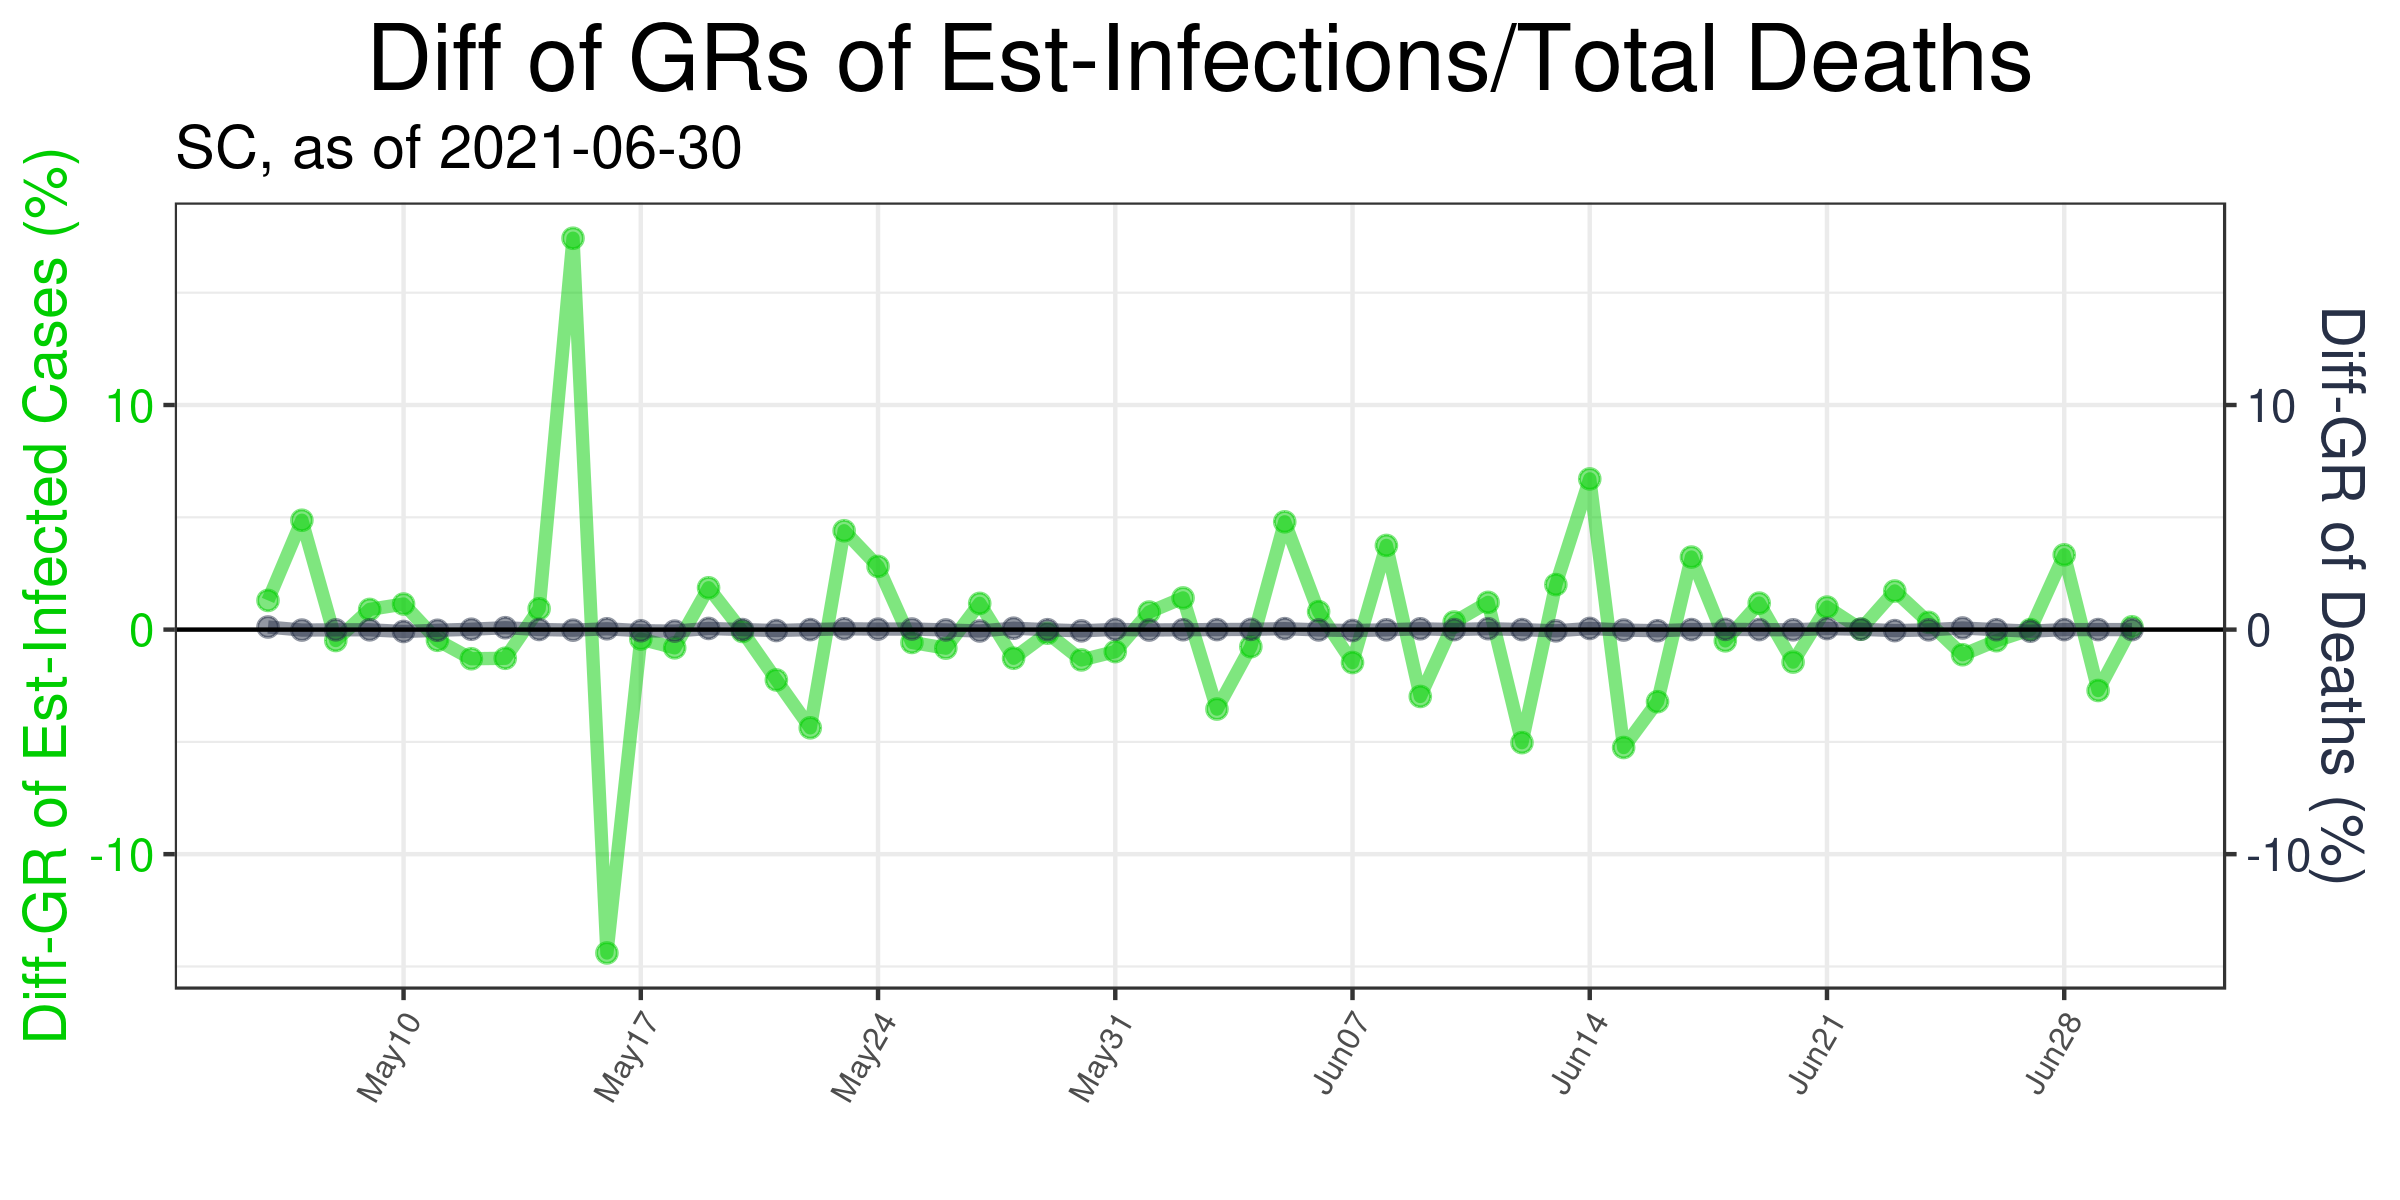 Diff of GRs of Est-Infections/Total Deaths
SC, as of 2021-06-30
Diff-GR of Est-Infected Cases (%)
10
0
-10
10
0
-10
Diff-GR of Deaths (%)
May10
May17
May24
May31
Jun07
Jun14
Jun21
Jun28